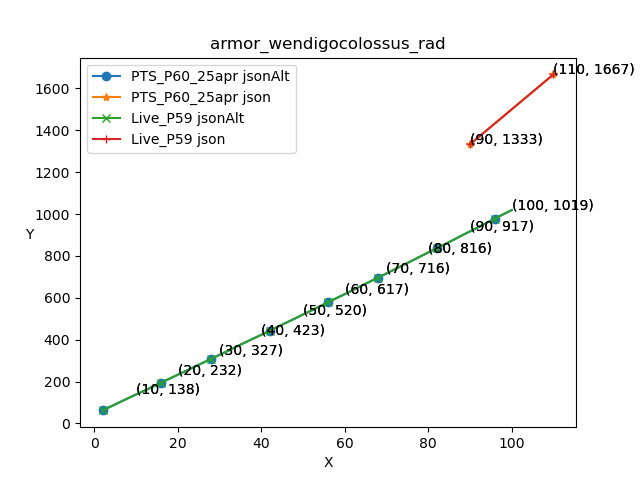 armor_wendigocolossus_rad
PTS_P60_25apr jsonAlt
PTS_P60_25apr json
Live_P59 jsonAlt
Live_P59 json
(110, 1667)
(90, 1333)
(100, 1019)
(90, 917)
(80, 816)
(70, 716)
(60, 617)
(50, 520)
(40, 423)
(30, 327)
(20, 232)
(10, 138)
Y
1600
1400
1200
1000
800
600
400
200
0
0 20 40 60 80 100
X